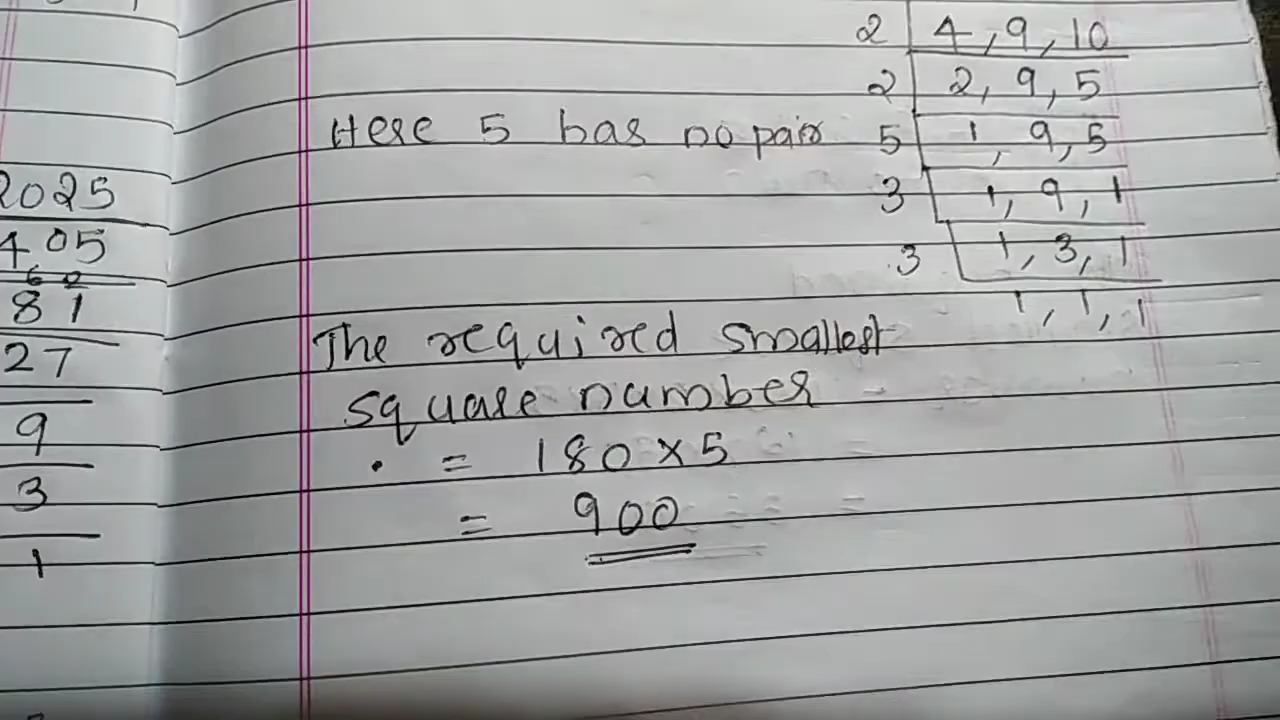 2025
405
62
81
27
9
3
1
2 4, 9, 10
2 2, 9, 5
Here 5 has no pair 5 1, 9, 5
3 1, 9, 1
3 1, 3, 1
1, 1, 1
The required smallest
square number
= 180 × 5
= 900